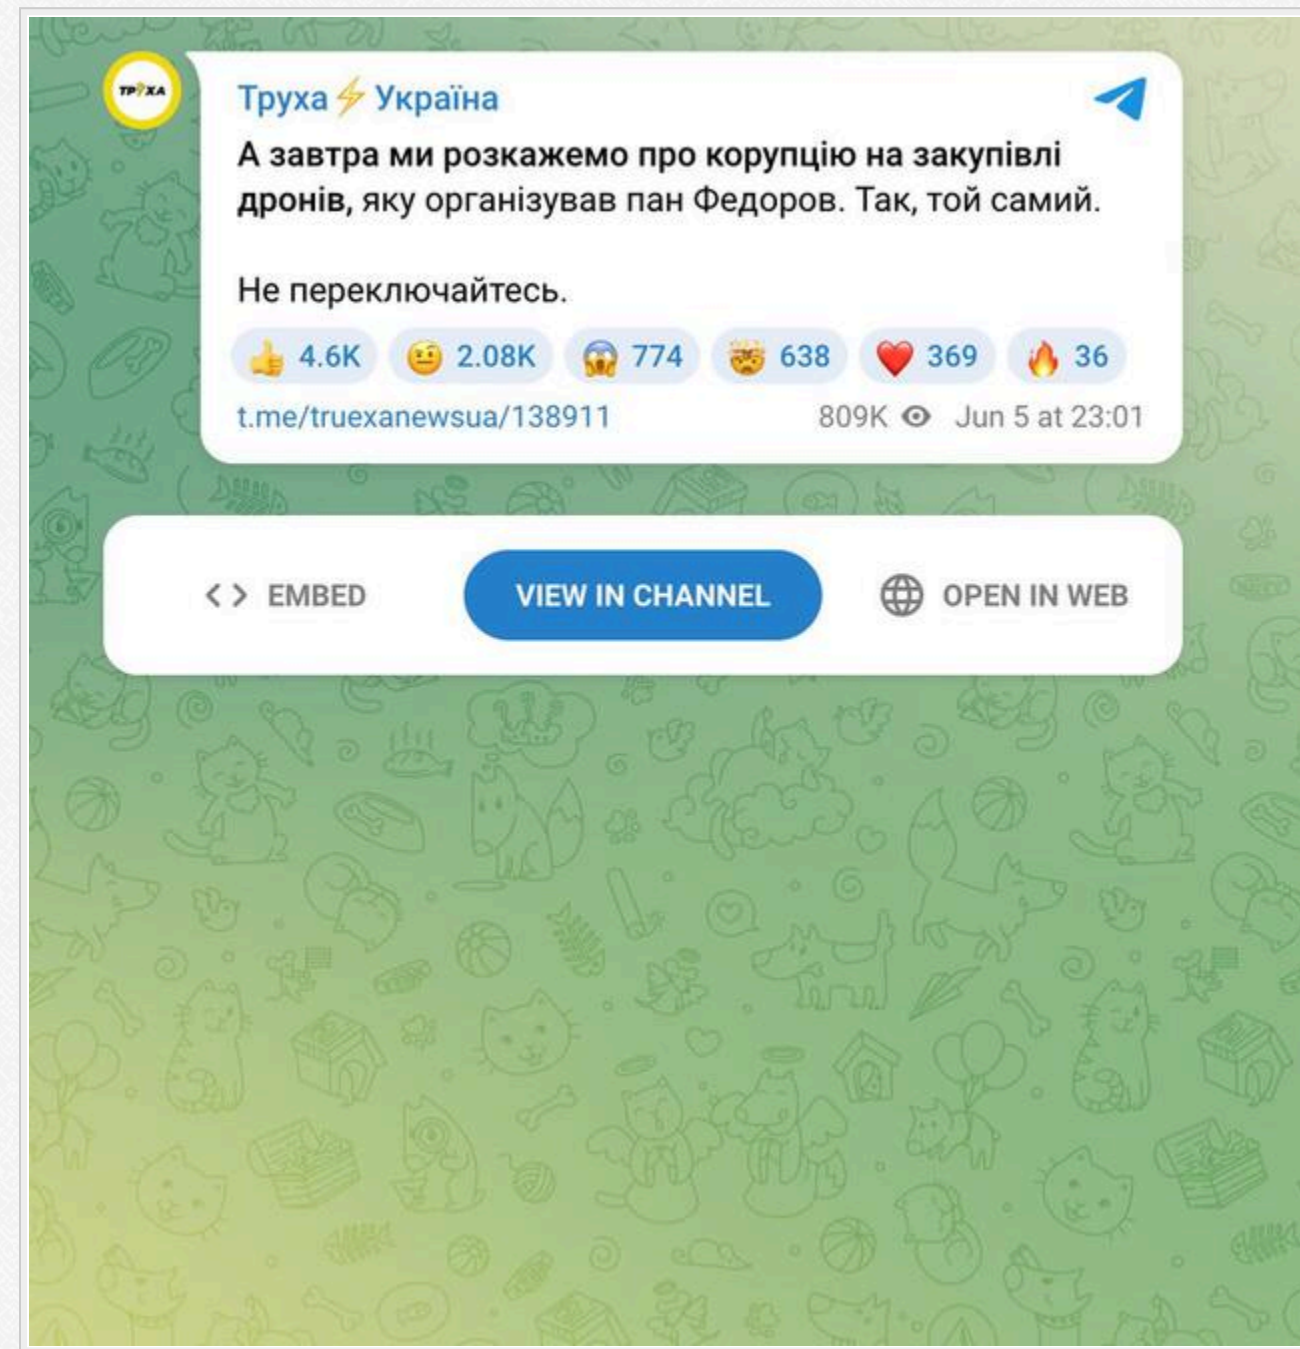 ТРУХА
Труха⚡Україна
А завтра ми розкажемо про корупцію на закупівлі
дронів, яку організував пан Федоров. Так, той самий.
Не переключайтесь.
👍 4.6K 🤨 2.08K 😱 774 🤯 638 ❤️ 369 🔥 36
t.me/truexanewsua/138911 809K Jun 5 at 23:01
EMBED VIEW IN CHANNEL OPEN IN WEB